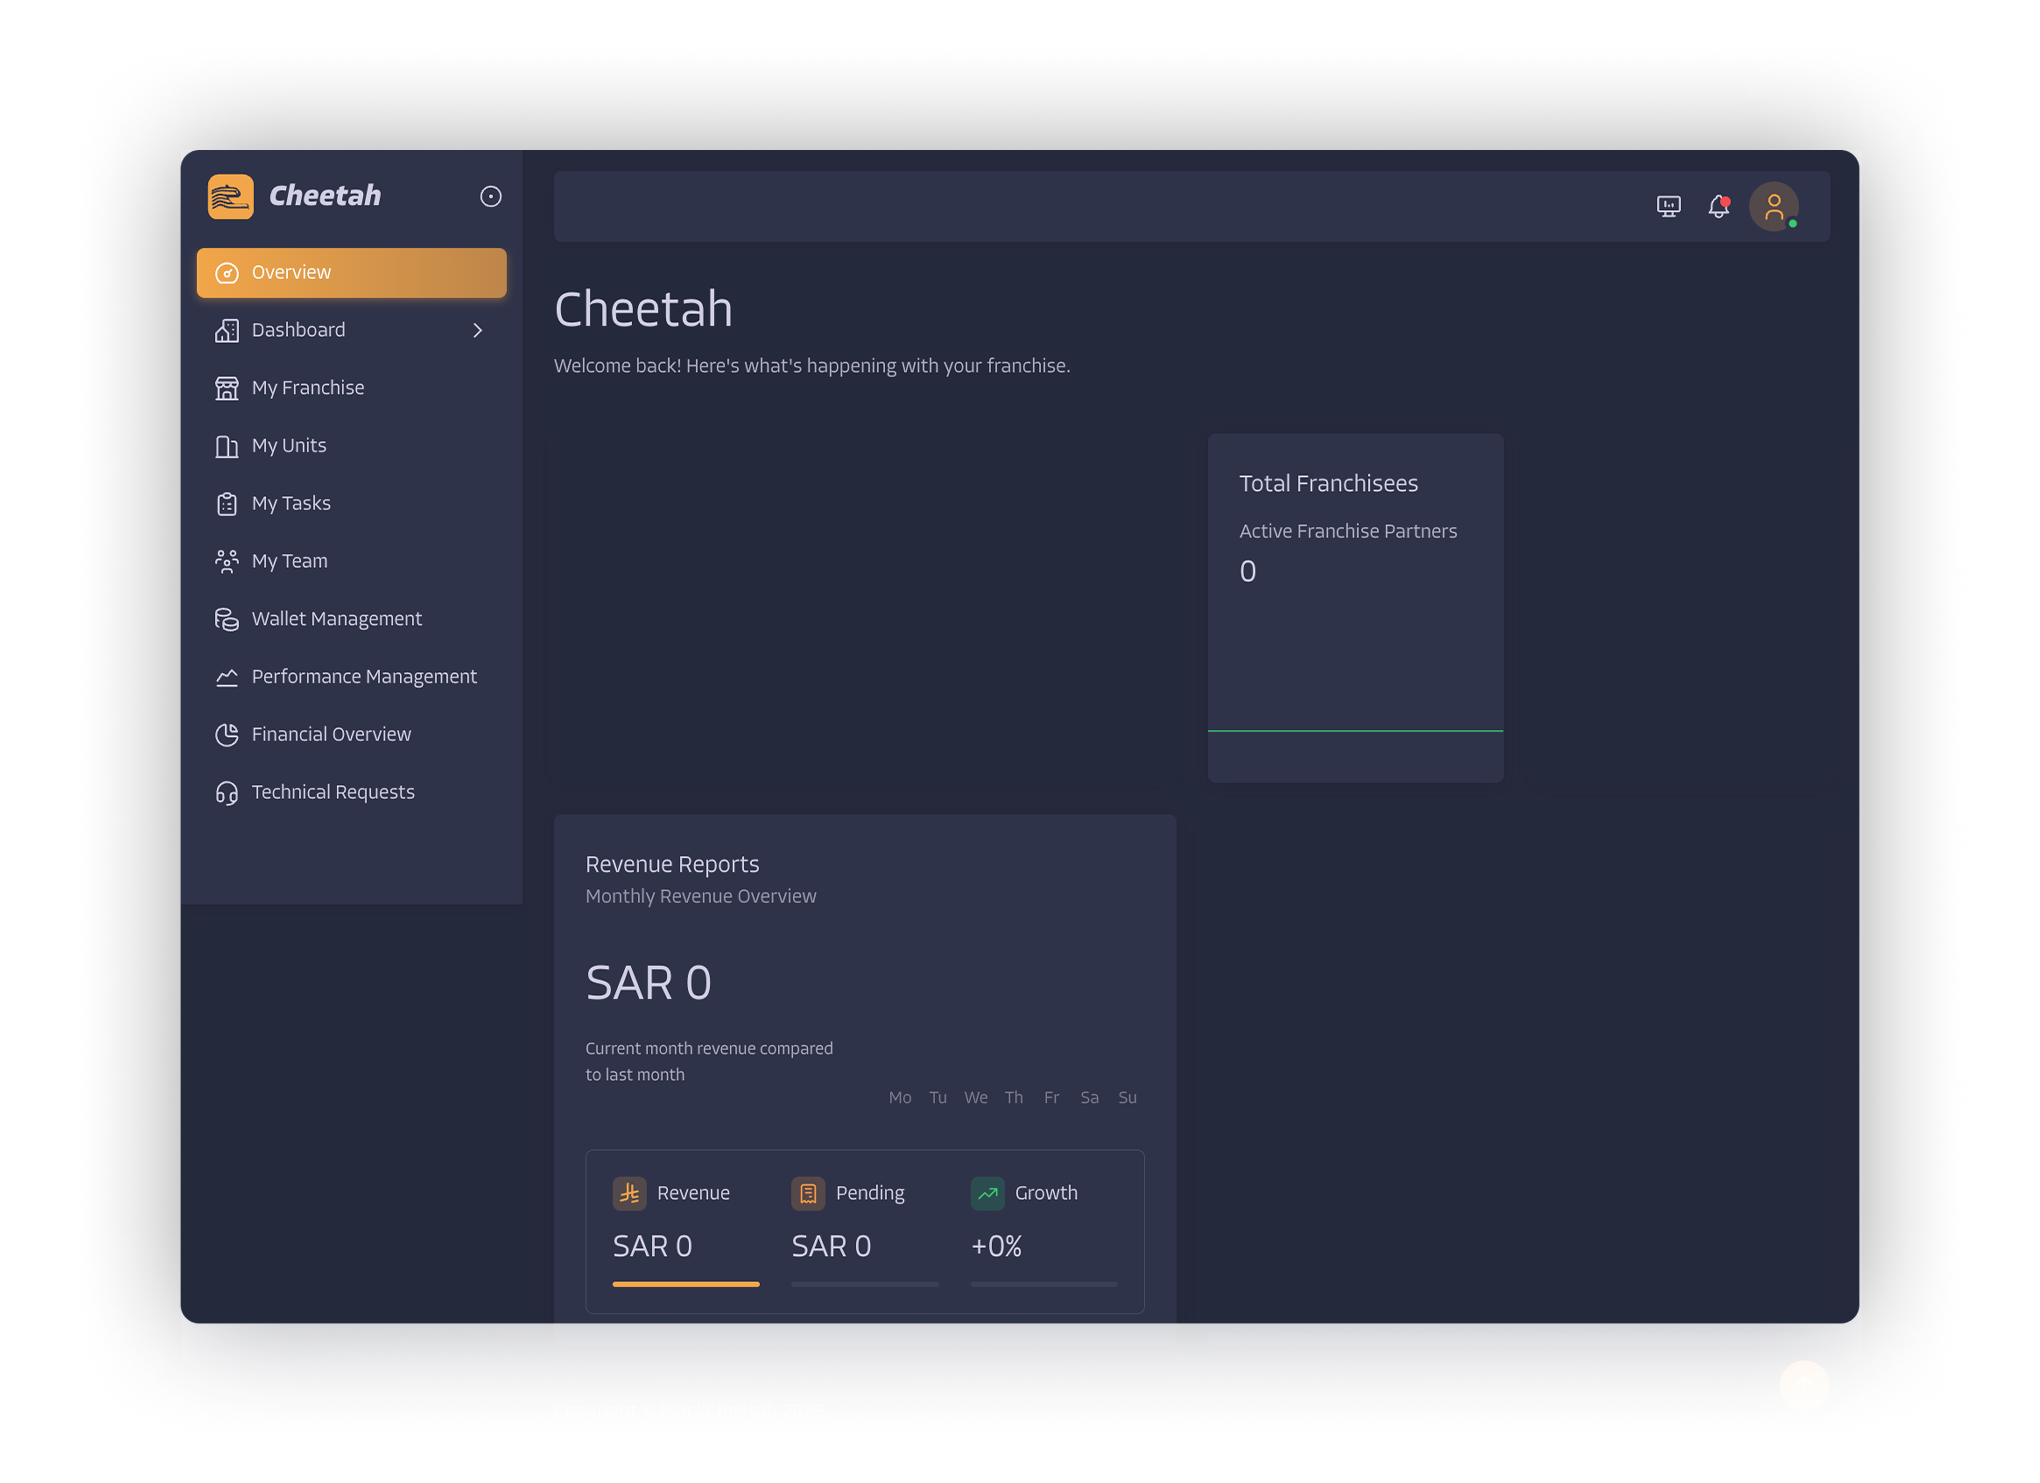 Cheetah
Overview
Dashboard
My Franchise
My Units
My Tasks
My Team
Wallet Management
Performance Management
Financial Overview
Technical Requests
Cheetah
Welcome back! Here's what's happening with your franchise.
Total Franchisees
Active Franchise Partners
0
Revenue Reports
Monthly Revenue Overview
SAR 0
Current month revenue compared
to last month
Mo Tu We Th Fr Sa Su
Revenue Pending Growth
SAR 0 SAR 0 +0%